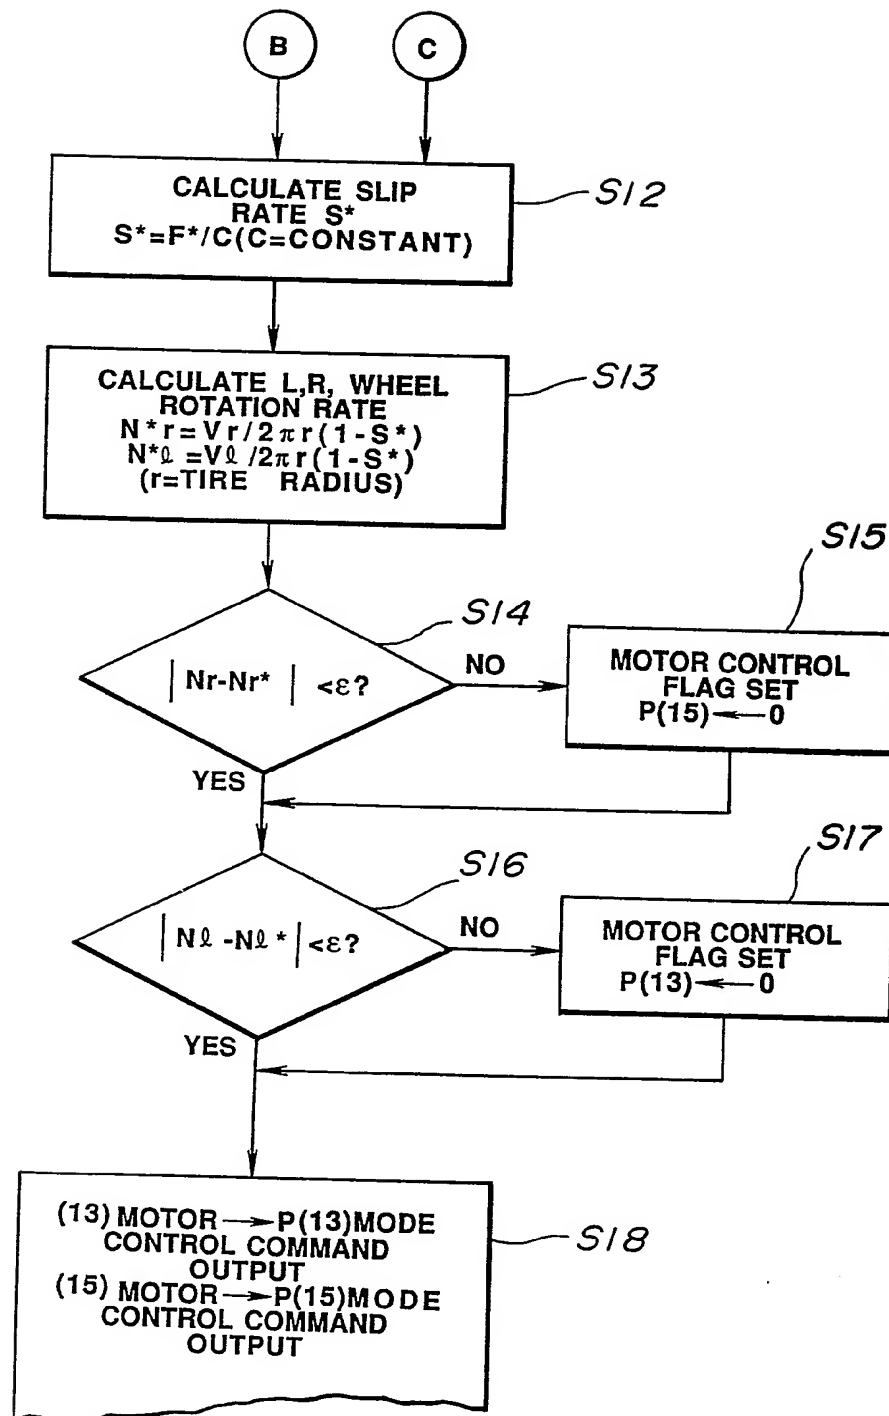 B
C
CALCULATE SLIP
RATE S*
S*=F*/C(C=CONSTANT)
S12
CALCULATE L,R, WHEEL
ROTATION RATE
N*r=Vr/2πr(1-S*)
N*ℓ=Vℓ/2πr(1-S*)
(r=TIRE RADIUS)
S13
|Nr-Nr*| <ε?
S14
NO
YES
MOTOR CONTROL
FLAG SET
P(15)←0
S15
|Nℓ-Nℓ*|<ε?
S16
NO
YES
MOTOR CONTROL
FLAG SET
P(13)←0
S17
(13) MOTOR→P(13)MODE
CONTROL COMMAND
OUTPUT
(15) MOTOR→P(15)MODE
CONTROL COMMAND
OUTPUT
S18